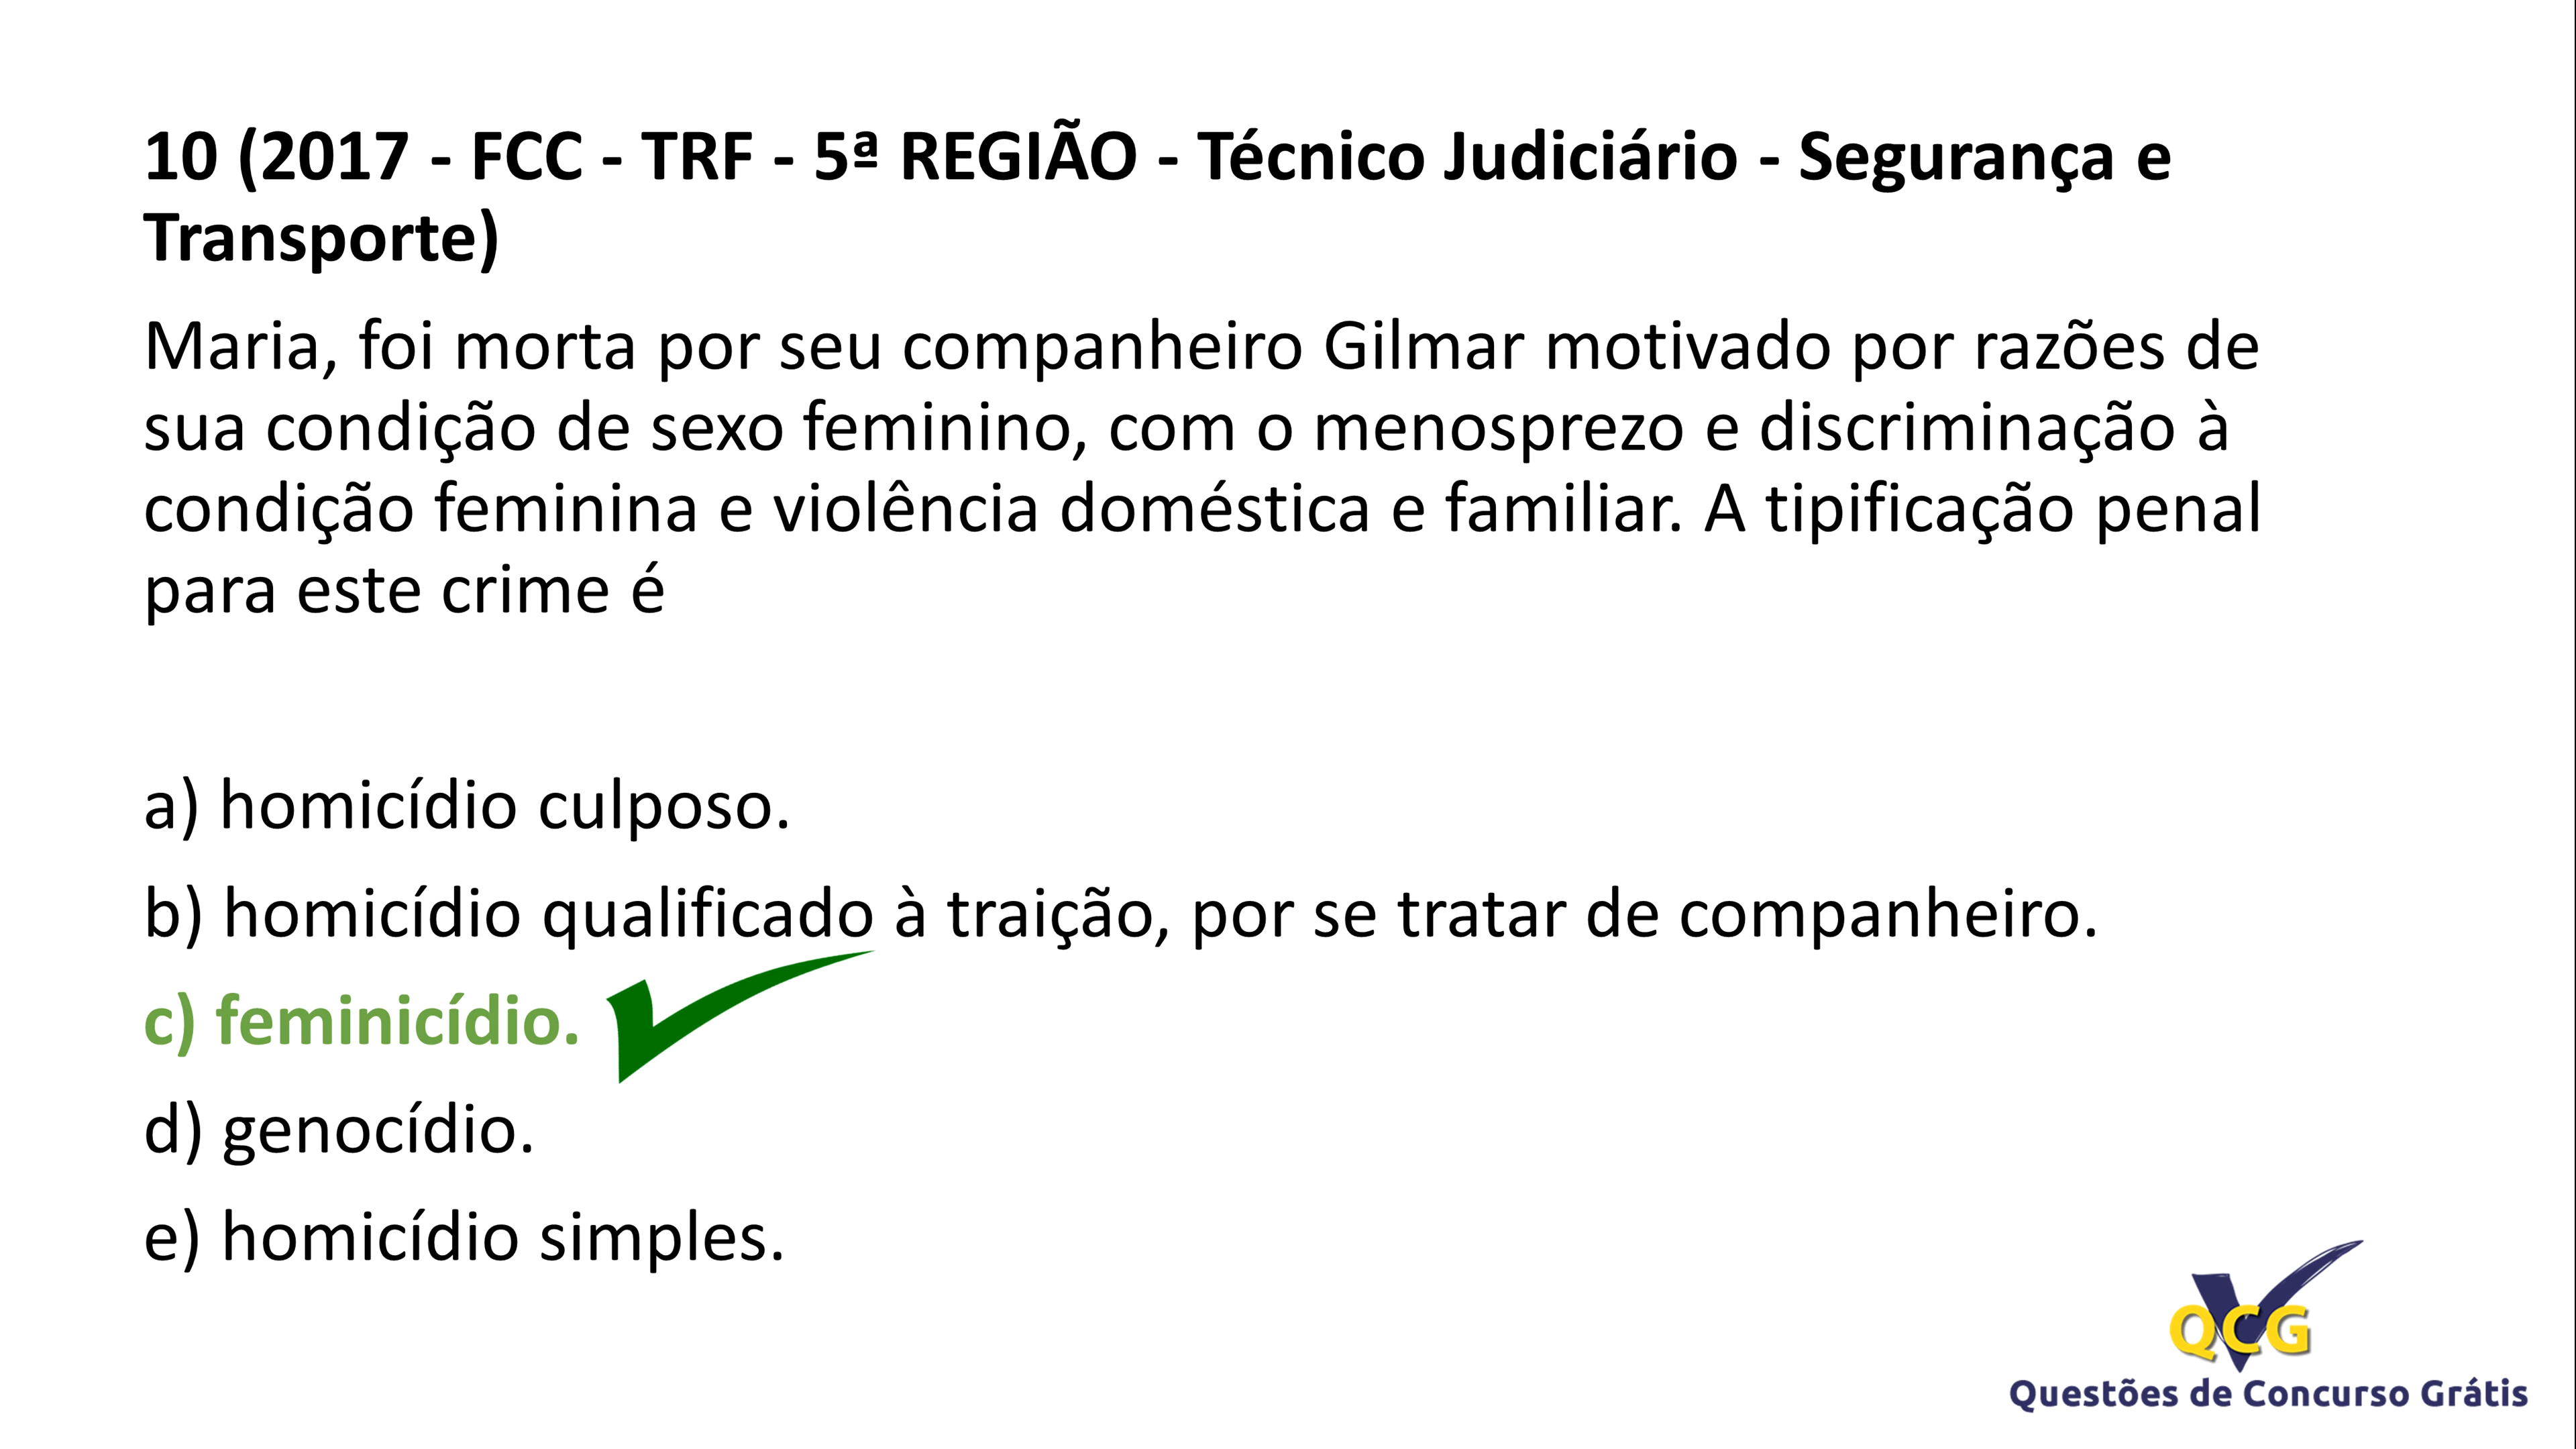 10 (2017 - FCC - TRF - 5ª REGIÃO - Técnico Judiciário - Segurança e
Transporte)
Maria, foi morta por seu companheiro Gilmar motivado por razões de
sua condição de sexo feminino, com o menosprezo e discriminação à
condição feminina e violência doméstica e familiar. A tipificação penal
para este crime é
a) homicídio culposo.
b) homicídio qualificado à traição, por se tratar de companheiro.
c) feminicídio.
d) genocídio.
e) homicídio simples.
QCG
Questões de Concurso Grátis